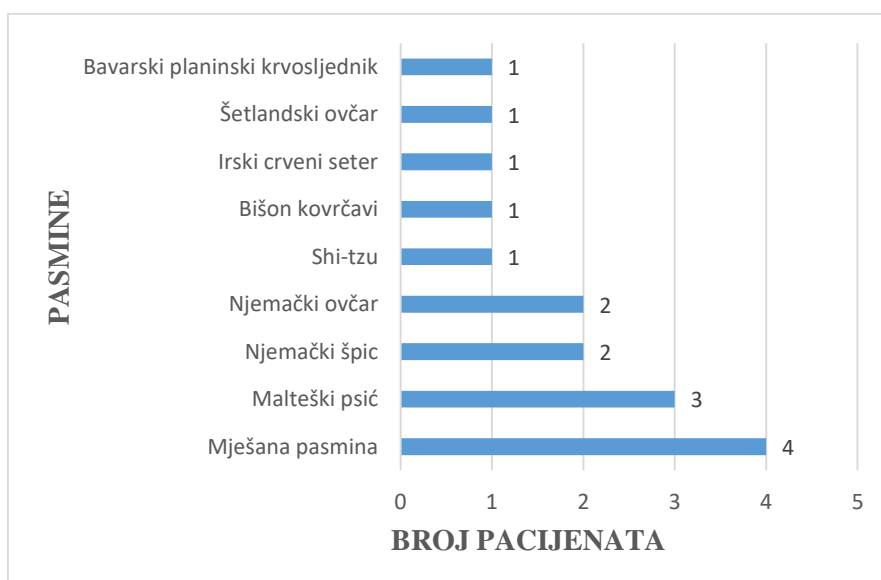 Bavarski planinski krvosljednik 1
Šetlandski ovčar 1
Irski crveni seter 1
Bišon kovrčavi 1
Shi-tzu 1
Njemački ovčar 2
Njemački špic 2
Malteški psić 3
Mješana pasmina 4
PASMINE
0 1 2 3 4 5
BROJ PACIJENATA